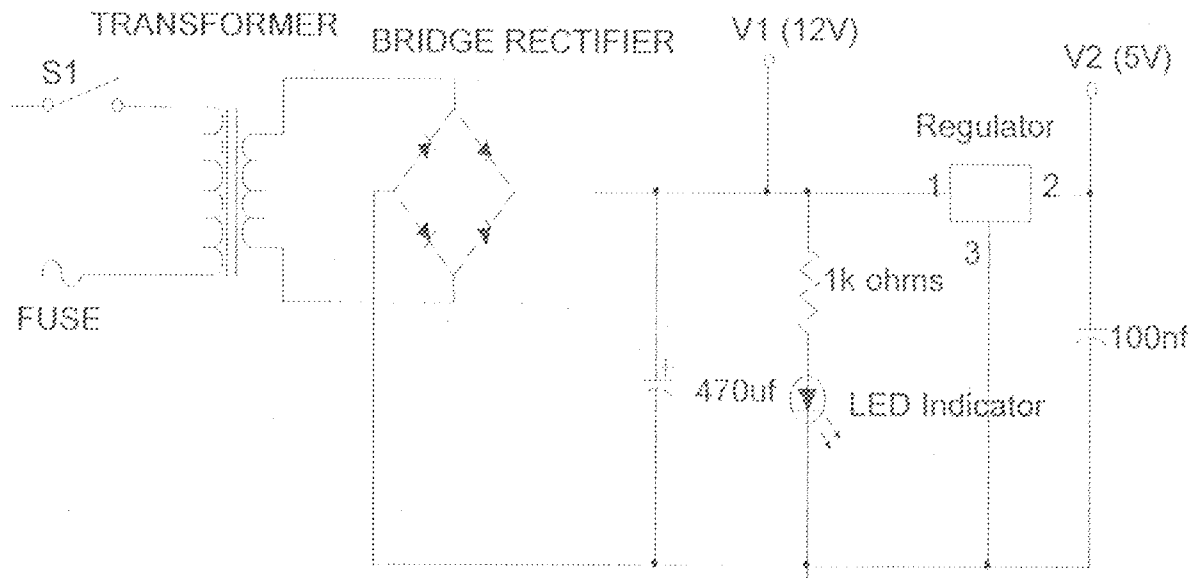 TRANSFORMER
BRIDGE RECTIFIER
V1 (12V)
V2 (5V)
S1
Regulator
1
2
3
1k ohms
FUSE
100nf
470uf
LED Indicator
+